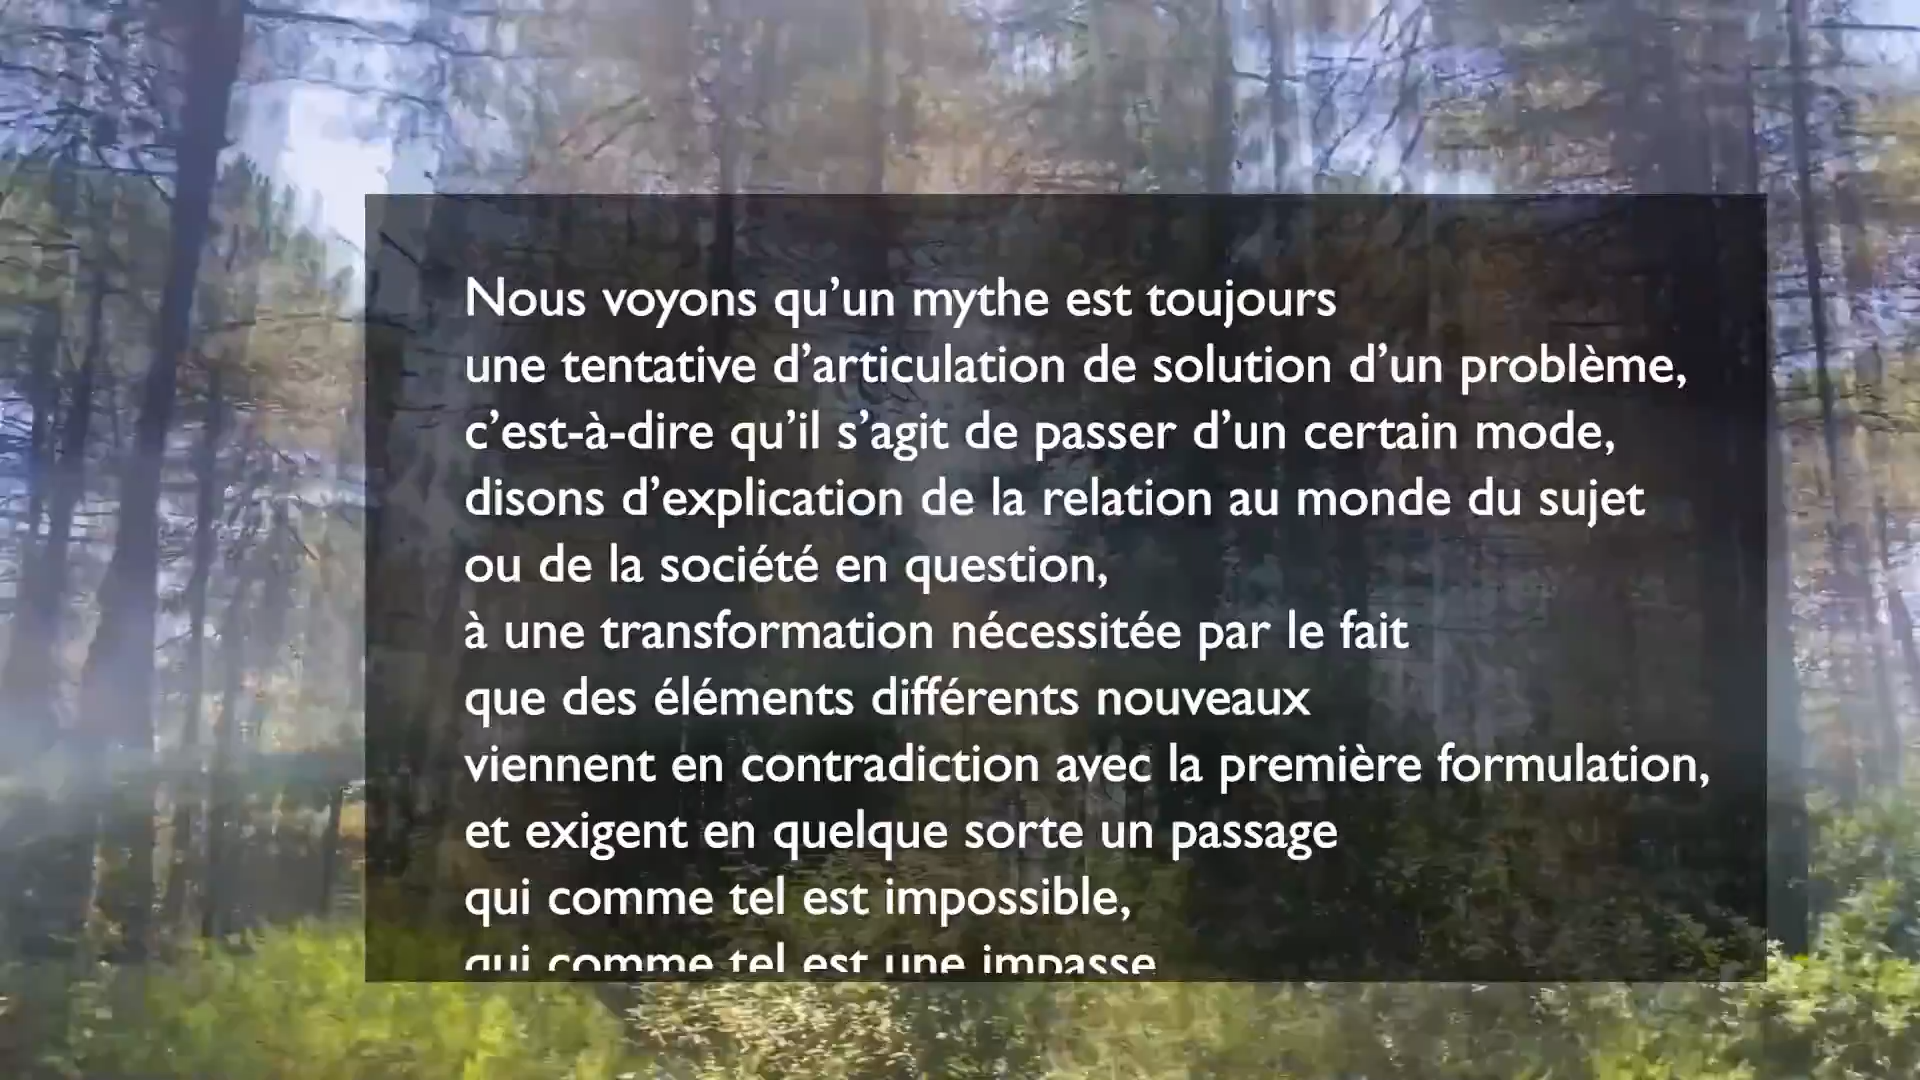 Nous voyons qu’un mythe est toujours
une tentative d’articulation de solution d’un problème,
c’est-à-dire qu’il s’agit de passer d’un certain mode,
disons d’explication de la relation au monde du sujet
ou de la société en question,
à une transformation nécessitée par le fait
que des éléments différents nouveaux
viennent en contradiction avec la première formulation,
et exigent en quelque sorte un passage
qui comme tel est impossible,
qui comme tel est une impasse